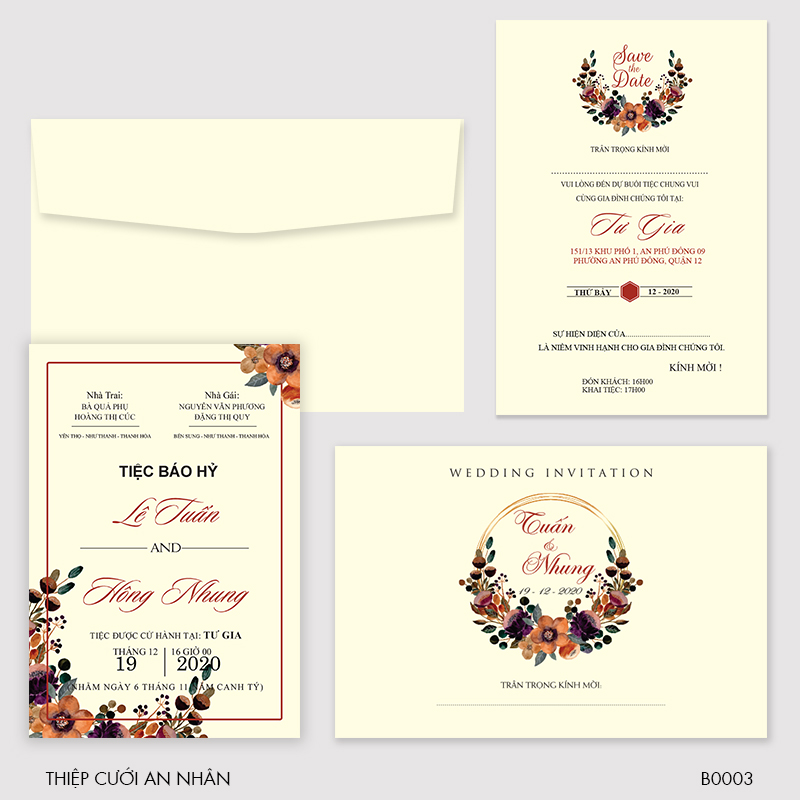 Save
the
Date
TRÂN TRỌNG KÍNH MỜI
VUI LÒNG ĐẾN DỰ BUỔI TIỆC CHUNG VUI
CÙNG GIA ĐÌNH CHÚNG TÔI TẠI:
Tư Gia
151/13 KHU PHỐ 1, AN PHÚ ĐÔNG 09
PHƯỜNG AN PHÚ ĐÔNG, QUẬN 12
THỨ BẢY 12 - 2020
SỰ HIỆN DIỆN CỦA
LÀ NIỀM VINH HẠNH CHO GIA ĐÌNH CHÚNG TÔI.
KÍNH MỜI !
ĐÓN KHÁCH: 16H00
KHAI TIỆC: 17H00
Nhà Trai: Nhà Gái:
BÀ QUẢ PHỤ NGUYỄN VĂN PHƯƠNG
HOÀNG THỊ CÚC ĐẶNG THỊ QUY
YÊN THỌ - NHƯ THANH - THANH HÓA BẾN SUNG - NHƯ THANH - THANH HÓA
TIỆC BÁO HỶ
Lê Tuấn
AND
Hồng Nhung
TIỆC ĐƯỢC CỬ HÀNH TẠI: TƯ GIA
THÁNG 12 16 GIỜ 00
19 2020
(NHẰM NGÀY 6 THÁNG 11 NĂM CANH TÝ)
WEDDING INVITATION
Tuấn
&
Nhung
19 - 12 - 2020
TRÂN TRỌNG KÍNH MỜI:
THIỆP CƯỚI AN NHÂN B0003